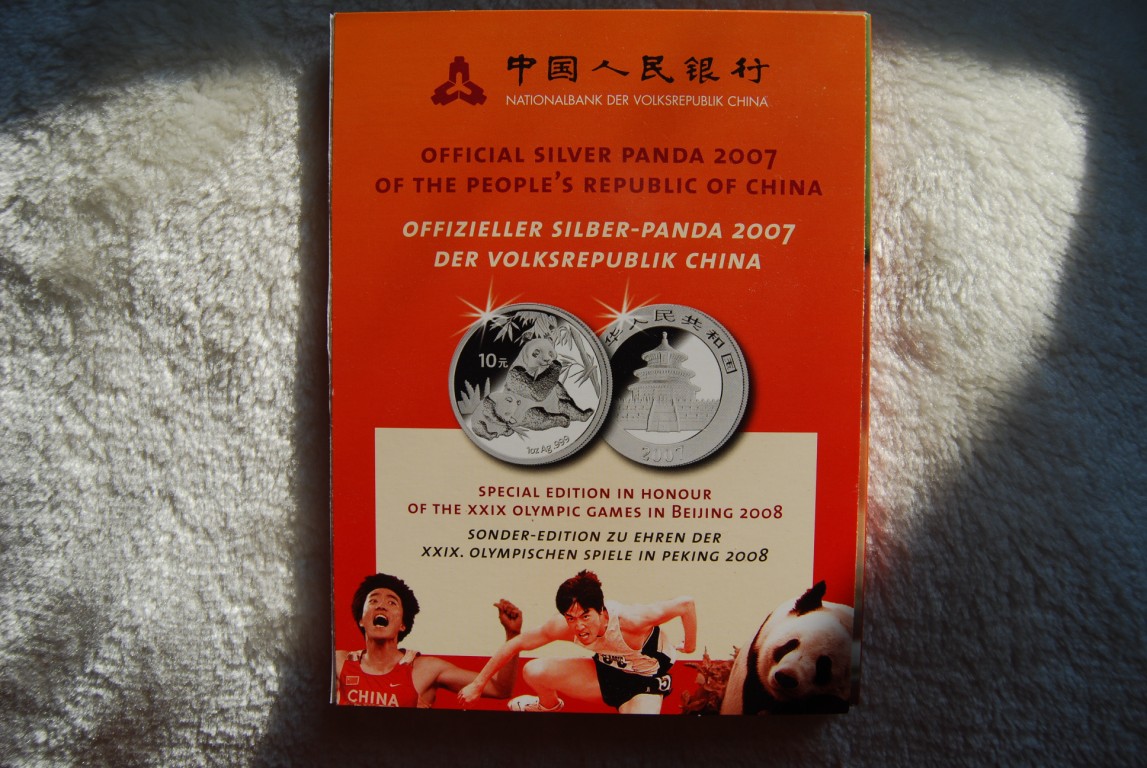 中国人民银行
NATIONALBANK DER VOLKSREPUBLIK CHINA
OFFICIAL SILVER PANDA 2007
OF THE PEOPLE'S REPUBLIC OF CHINA
OFFIZIELLER SILBER-PANDA 2007
DER VOLKSREPUBLIK CHINA
10元
1oz Ag .999
华人民共和国
2007
SPECIAL EDITION IN HONOUR
OF THE XXIX OLYMPIC GAMES IN BEIJING 2008
SONDER-EDITION ZU EHREN DER
XXIX. OLYMPISCHEN SPIELE IN PEKING 2008
CHINA